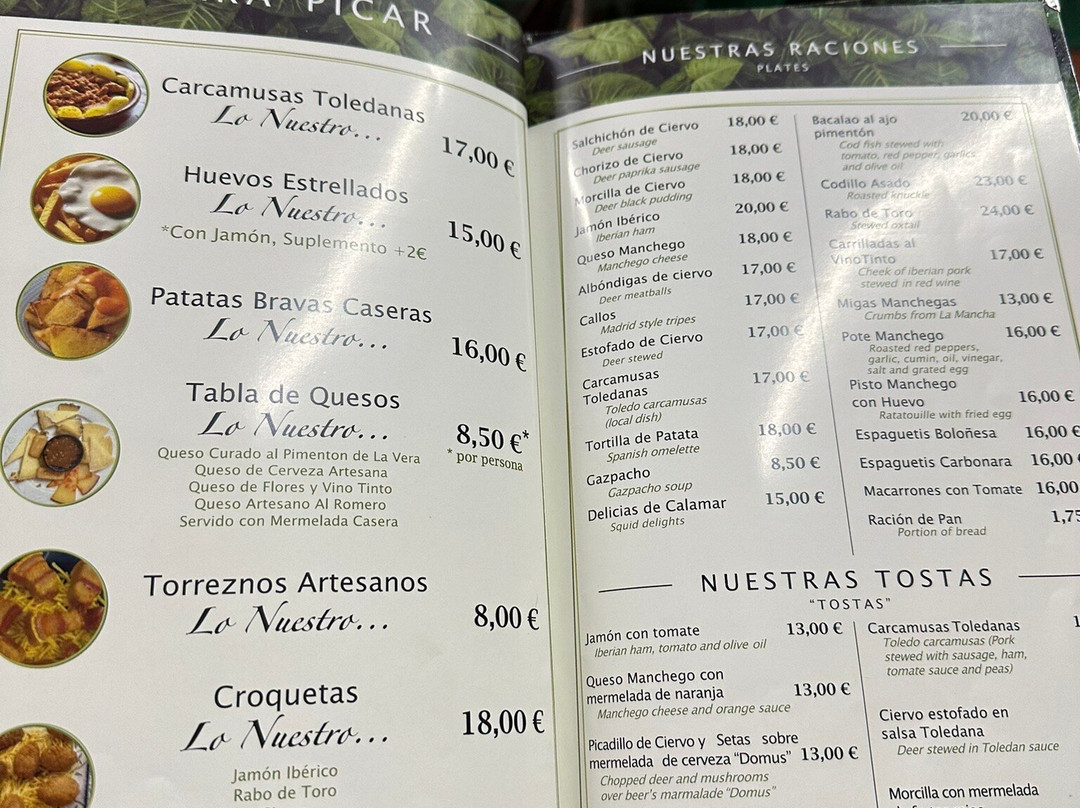 PICAR
Carcamusas Toledanas
Lo Nuestro...
17,00 €
Huevos Estrellados
Lo Nuestro...
*Con Jamón, Suplemento +2€
15,00 €
Patatas Bravas Caseras
Lo Nuestro...
16,00 €
Tabla de Quesos
Lo Nuestro...
8,50 €*
* por persona
Queso Curado al Pimenton de La Vera
Queso de Cerveza Artesana
Queso de Flores y Vino Tinto
Queso Artesano Al Romero
Servido con Mermelada Casera
Torreznos Artesanos
Lo Nuestro...
8,00 €
Croquetas
Lo Nuestro...
18,00 €
Jamón Ibérico
Rabo de Toro
NUESTRAS RACIONES
PLATES
Salchichón de Ciervo 18,00 €
Deer sausage
Chorizo de Ciervo 18,00 €
Deer paprika sausage
Morcilla de Ciervo 18,00 €
Deer black pudding
Jamón Ibérico 20,00 €
Iberian ham
Queso Manchego 18,00 €
Manchego cheese
Albóndigas de ciervo 17,00 €
Deer meatballs
Callos 17,00 €
Madrid style tripes
Estofado de Ciervo 17,00 €
Deer stewed
Carcamusas
Toledanas 17,00 €
Toledo carcamusas
(local dish)
Tortilla de Patata 18,00 €
Spanish omelette
Gazpacho 8,50 €
Gazpacho soup
Delicias de Calamar 15,00 €
Squid delights
Bacalao al ajo 20,00 €
pimentón
Cod fish stewed with
tomato, red pepper, garlics
and olive oil
Codillo Asado 23,00 €
Roasted knuckle
Rabo de Toro 24,00 €
Stewed oxtail
Carrilladas al
VinoTinto 17,00 €
Cheek of iberian pork
stewed in red wine
Migas Manchegas 13,00 €
Crumbs from La Mancha
Pote Manchego 16,00 €
Roasted red peppers,
garlic, cumin, oil, vinegar,
salt and grated egg
Pisto Manchego
con Huevo 16,00 €
Ratatouille with fried egg
Espaguetis Boloñesa 16,00 €
Espaguetis Carbonara 16,00 €
Macarrones con Tomate 16,00
Ración de Pan 1,75
Portion of bread
NUESTRAS TOSTAS
"TOSTAS"
Jamón con tomate 13,00 €
Iberian ham, tomato and olive oil
Queso Manchego con
mermelada de naranja 13,00 €
Manchego cheese and orange sauce
Picadillo de Ciervo y Setas sobre
mermelada de cerveza "Domus" 13,00 €
Chopped deer and mushrooms
over beer's marmalade "Domus"
Carcamusas Toledanas
Toledo carcamusas (Pork
stewed with sausage, ham,
tomate sauce and peas)
Ciervo estofado en
salsa Toledana
Deer stewed in Toledan sauce
Morcilla con mermelada